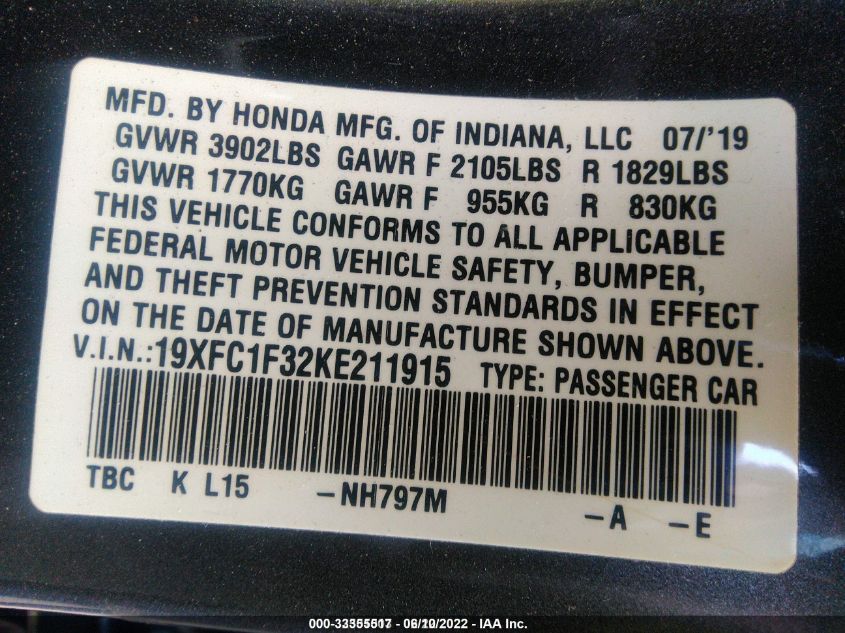 MFD. BY HONDA MFG. OF INDIANA, LLC 07/'19
GVWR 3902LBS GAWR F 2105LBS R 1829LBS
GVWR 1770KG GAWR F 955KG R 830KG
THIS VEHICLE CONFORMS TO ALL APPLICABLE
FEDERAL MOTOR VEHICLE SAFETY, BUMPER,
AND THEFT PREVENTION STANDARDS IN EFFECT
ON THE DATE OF MANUFACTURE SHOWN ABOVE.
V.I.N.:19XFC1F32KE211915 TYPE: PASSENGER CAR
TBC K L15 -NH797M -A -E
- IAA Inc.